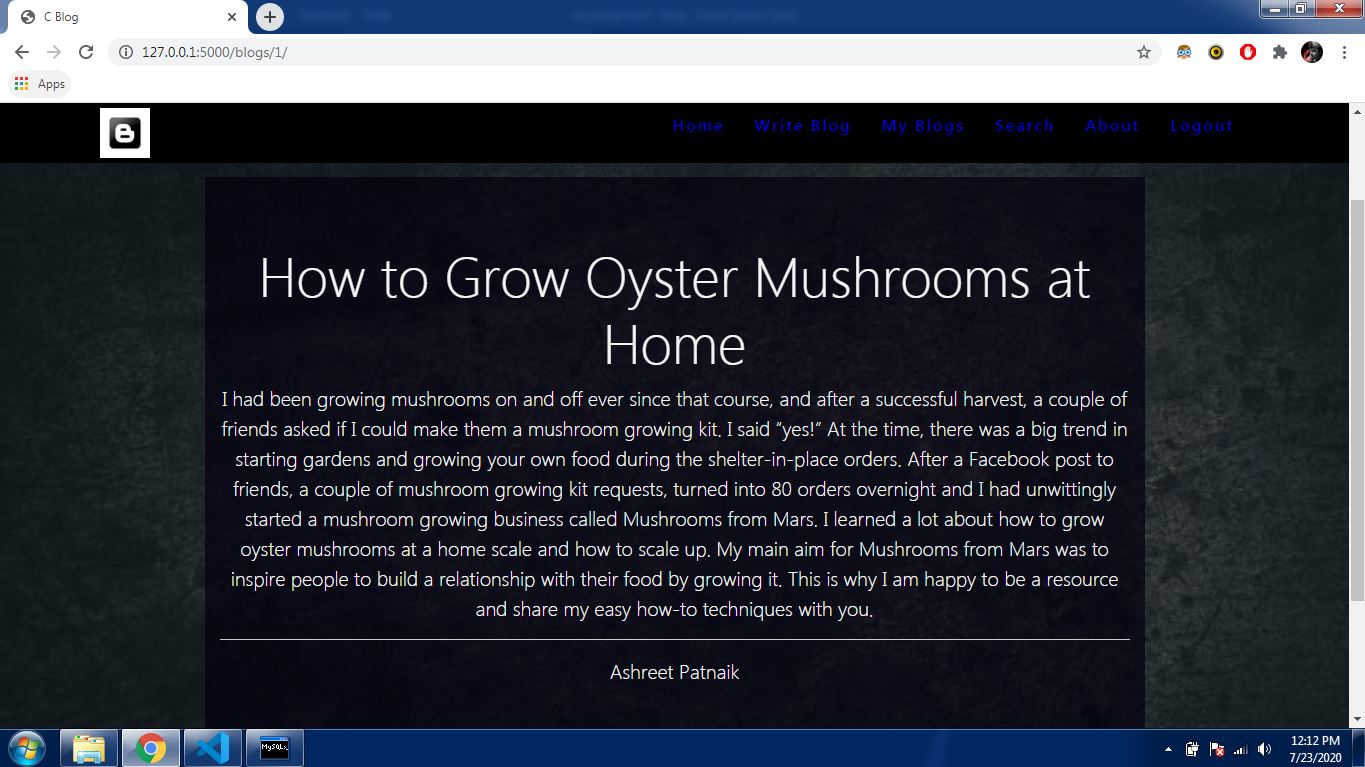 C Blog
127.0.0.1:5000/blogs/1/
Apps
Home Write Blog My Blogs Search About Logout
How to Grow Oyster Mushrooms at
Home
I had been growing mushrooms on and off ever since that course, and after a successful harvest, a couple of
friends asked if I could make them a mushroom growing kit. I said “yes!” At the time, there was a big trend in
starting gardens and growing your own food during the shelter-in-place orders. After a Facebook post to
friends, a couple of mushroom growing kit requests, turned into 80 orders overnight and I had unwittingly
started a mushroom growing business called Mushrooms from Mars. I learned a lot about how to grow
oyster mushrooms at a home scale and how to scale up. My main aim for Mushrooms from Mars was to
inspire people to build a relationship with their food by growing it. This is why I am happy to be a resource
and share my easy how-to techniques with you.
Ashreet Patnaik
MySQL>_
12:12 PM
7/23/2020